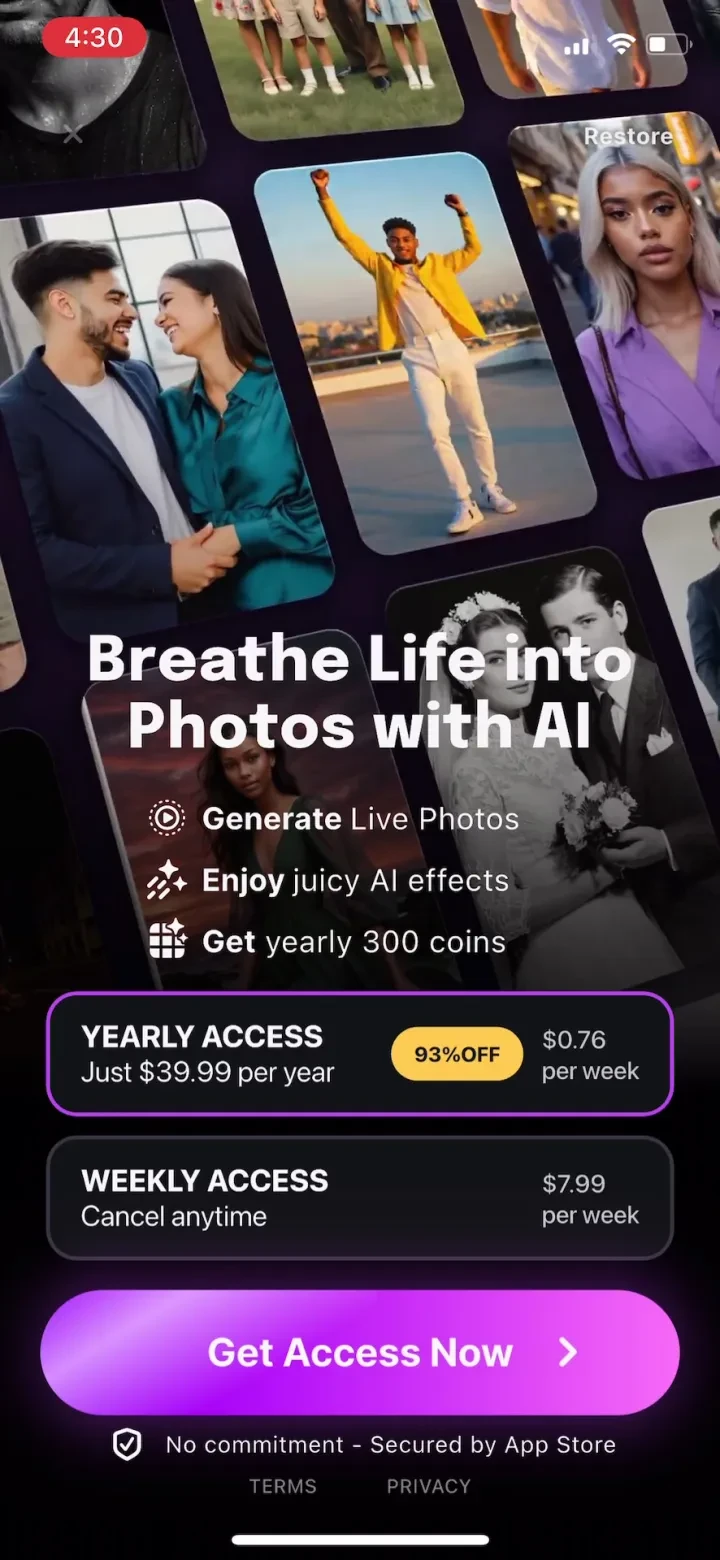 4:30
Restore
Breathe Life into
Photos with AI
Generate Live Photos
Enjoy juicy AI effects
Get yearly 300 coins
YEARLY ACCESS
Just $39.99 per year
93%OFF
$0.76
per week
WEEKLY ACCESS
Cancel anytime
$7.99
per week
Get Access Now
No commitment - Secured by App Store
TERMS PRIVACY